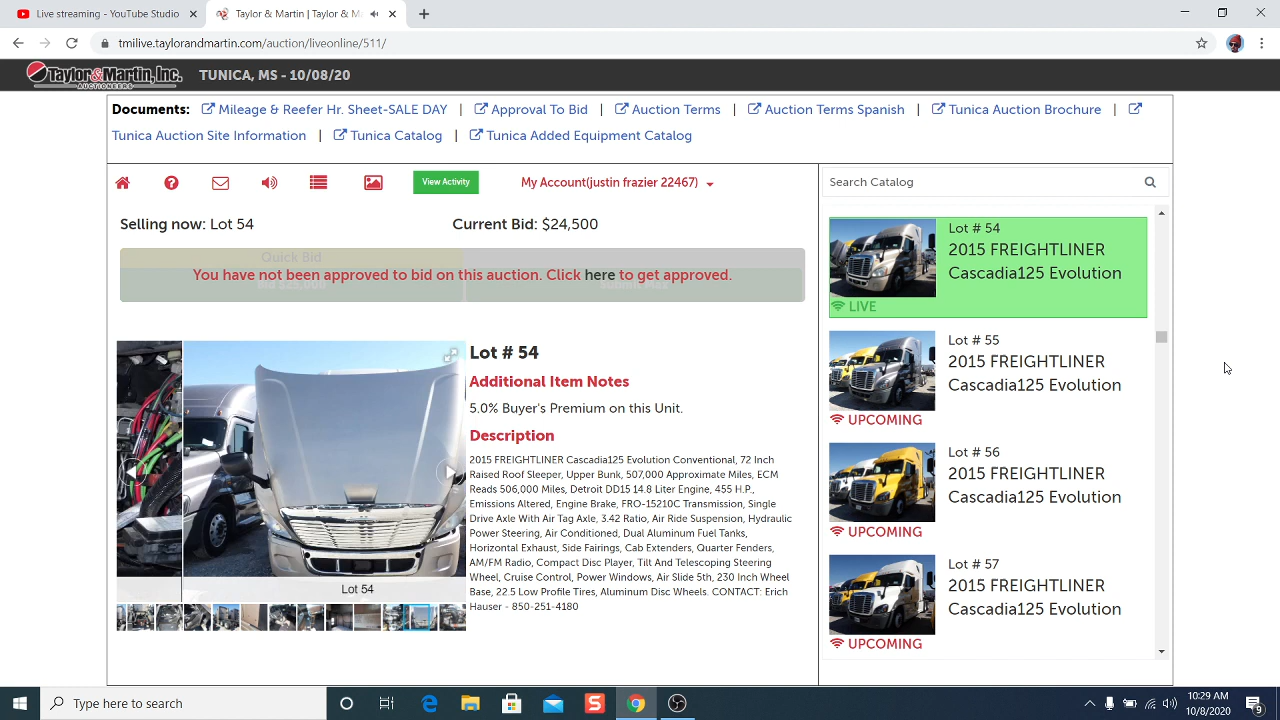 Live streaming - YouTube
Taylor & Martin | Taylor & M
tmilive.taylorandmartin.com/auction/liveonline/511/
Taylor&Martin, Inc. AUCTIONEERS
TUNICA, MS - 10/08/20
Documents: Mileage & Reefer Hr. Sheet-SALE DAY | Approval To Bid | Auction Terms | Auction Terms Spanish | Tunica Auction Brochure |
Tunica Auction Site Information | Tunica Catalog | Tunica Added Equipment Catalog
View Activity
My Account(justin frazier 22467)
Selling now: Lot 54
Current Bid: $24,500
Quick Bid
You have not been approved to bid on this auction. Click here to get approved.
Bid $25,000
Submit Max
Lot 54
Lot # 54
Additional Item Notes
5.0% Buyer's Premium on this Unit.
Description
2015 FREIGHTLINER Cascadia125 Evolution Conventional, 72 Inch
Raised Roof Sleeper, Upper Bunk, 507,000 Approximate Miles, ECM
Reads 506,000 Miles, Detroit DD15 14.8 Liter Engine, 455 H.P.,
Emissions Altered, Engine Brake, FRO-15210C Transmission, Single
Drive Axle With Air Tag Axle, 3.42 Ratio, Air Ride Suspension, Hydraulic
Power Steering, Air Conditioned, Dual Aluminum Fuel Tanks,
Horizontal Exhaust, Side Fairings, Cab Extenders, Quarter Fenders,
AM/FM Radio, Compact Disc Player, Tilt And Telescoping Steering
Wheel, Cruise Control, Power Windows, Air Slide 5th, 230 Inch Wheel
Base, 22.5 Low Profile Tires, Aluminum Disc Wheels. CONTACT: Erich
Hauser - 850-251-4180
Search Catalog
Lot # 54
2015 FREIGHTLINER
Cascadia125 Evolution
LIVE
Lot # 55
2015 FREIGHTLINER
Cascadia125 Evolution
UPCOMING
Lot # 56
2015 FREIGHTLINER
Cascadia125 Evolution
UPCOMING
Lot # 57
2015 FREIGHTLINER
Cascadia125 Evolution
UPCOMING
Type here to search
10:29 AM
10/8/2020
9